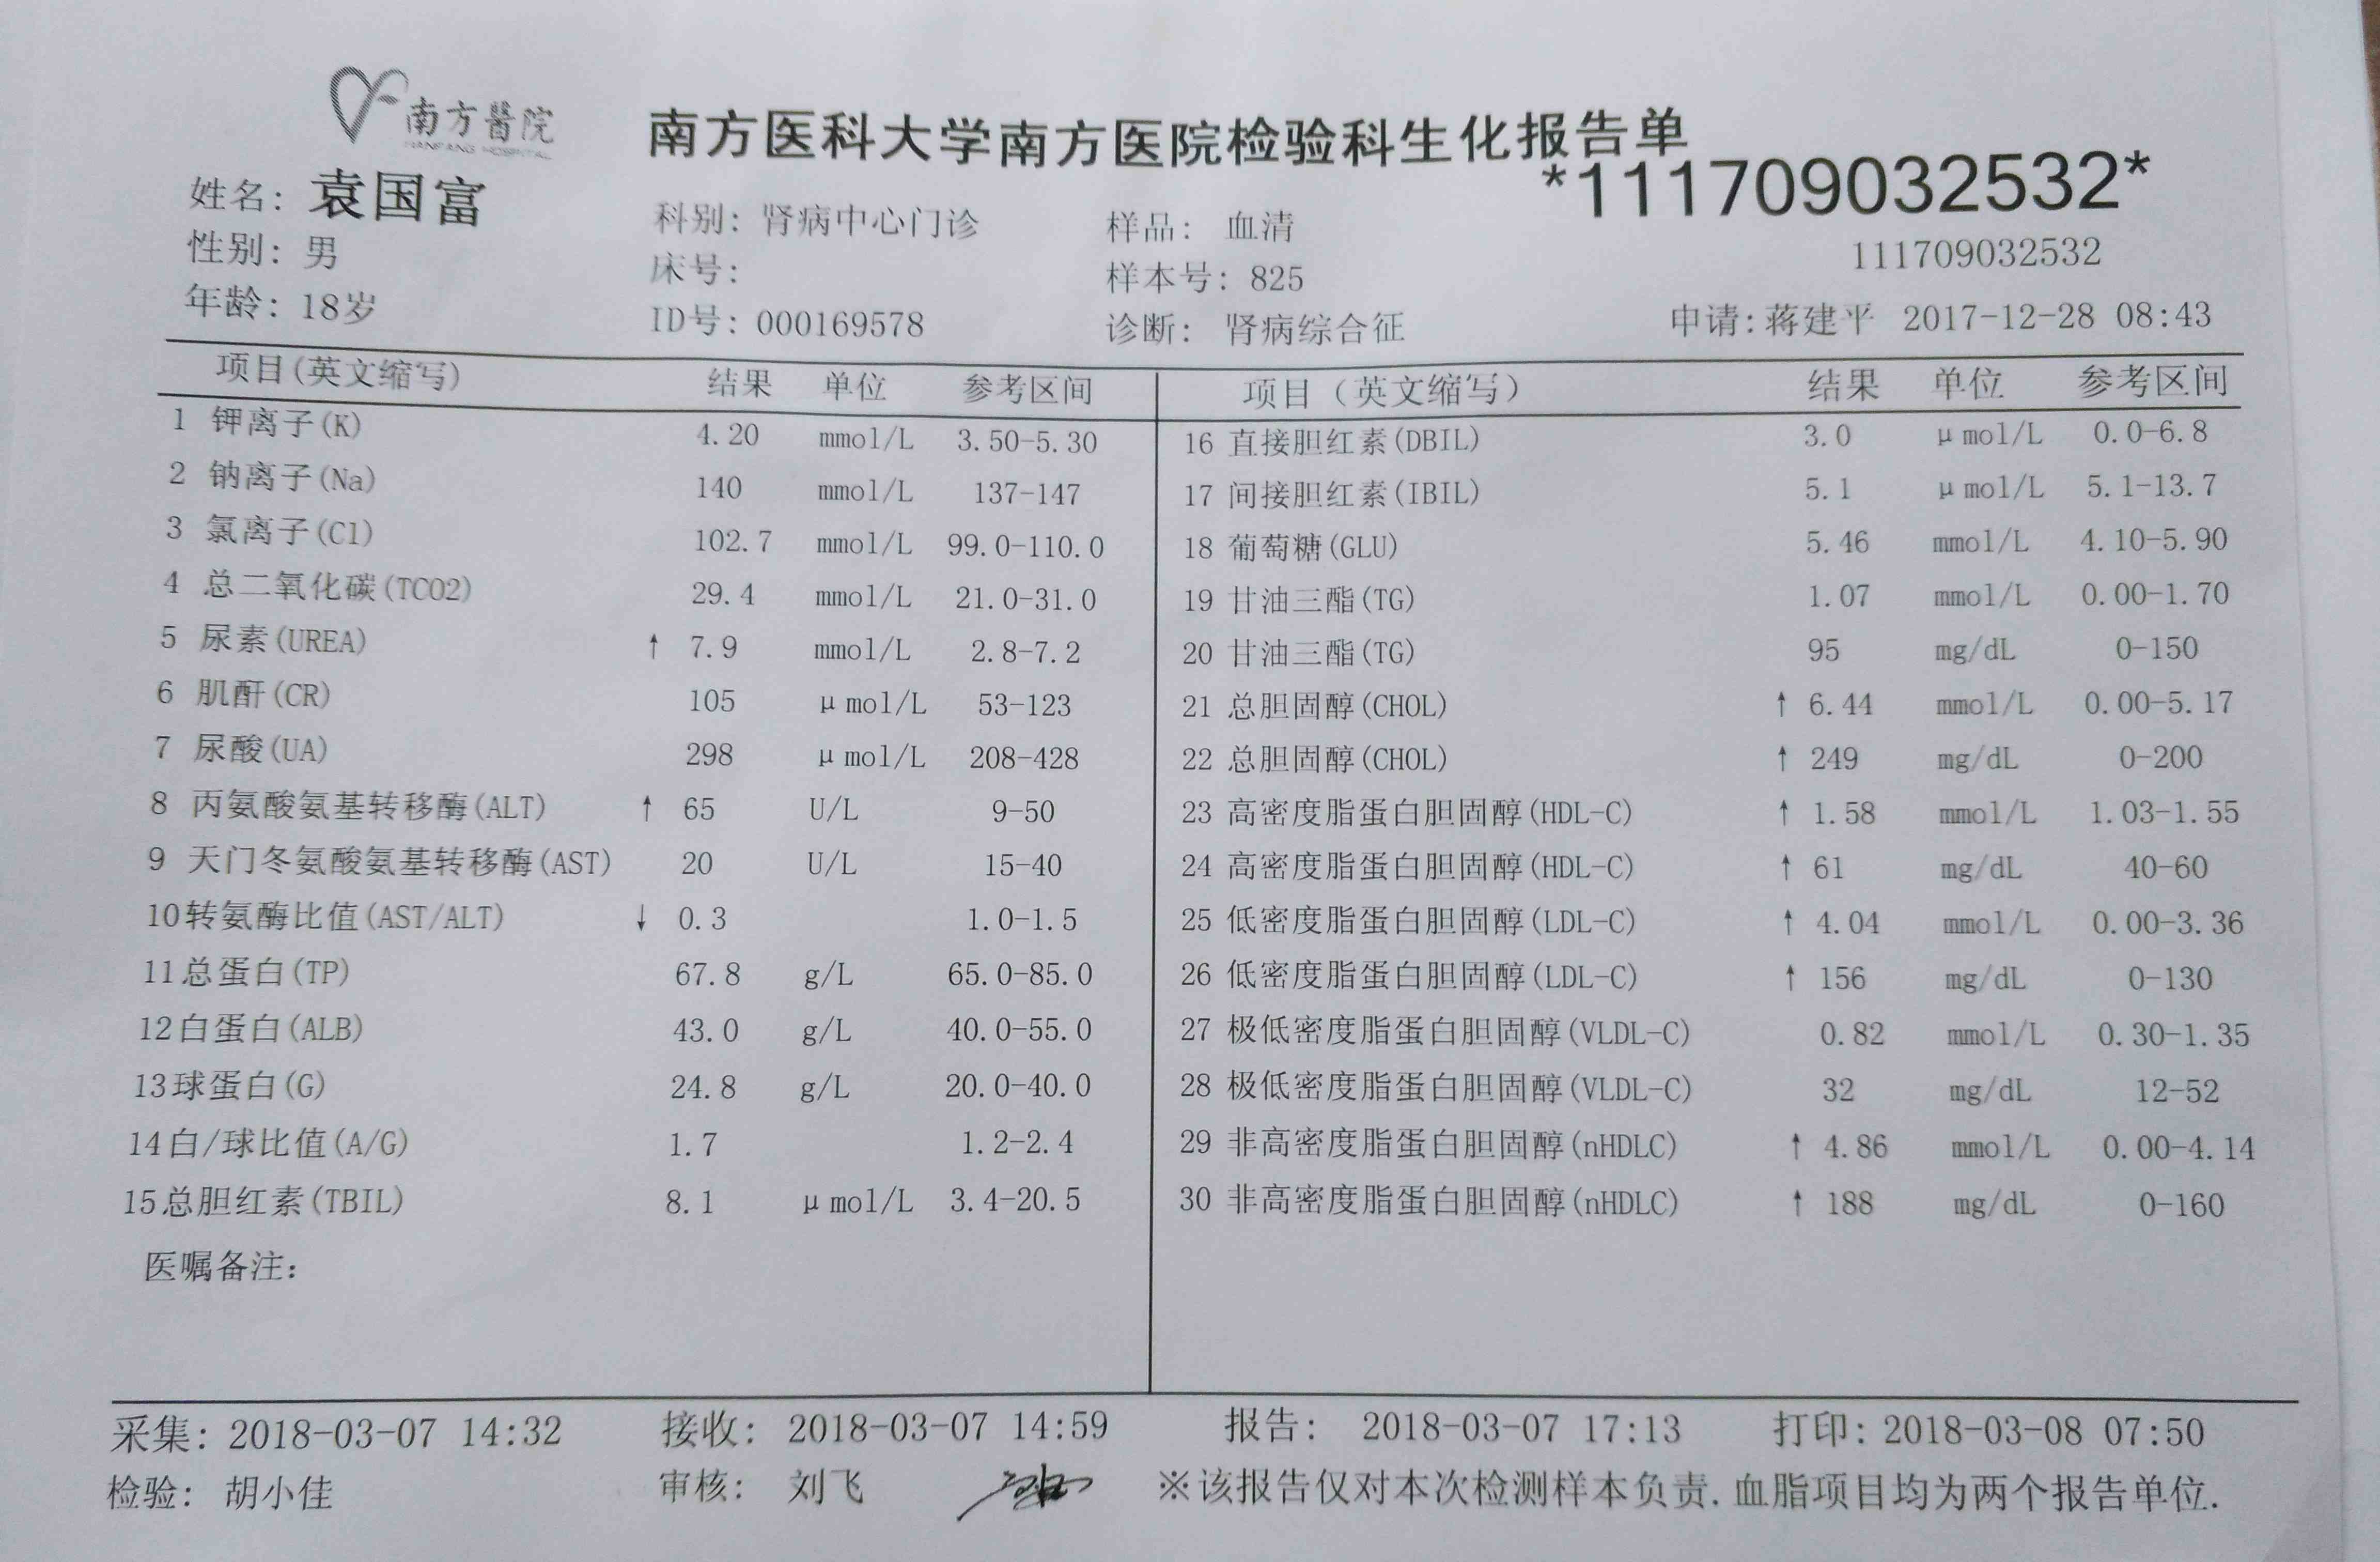 南方醫院
NANFANG HOSPITAL
南方医科大学南方医院检验科生化报告单
*111709032532*
111709032532
姓名: 袁国富
性别: 男
年龄: 18岁
科别: 肾病中心门诊
床号:
ID号: 000169578
样品: 血清
样本号: 825
诊断: 肾病综合征
申请:蒋建平 2017-12-28 08:43
项目(英文缩写) 结果 单位 参考区间
1 钾离子(K) 4.20 mmol/L 3.50-5.30
2 钠离子(Na) 140 mmol/L 137-147
3 氯离子(Cl) 102.7 mmol/L 99.0-110.0
4 总二氧化碳(TCO2) 29.4 mmol/L 21.0-31.0
5 尿素(UREA) ↑ 7.9 mmol/L 2.8-7.2
6 肌酐(CR) 105 μmol/L 53-123
7 尿酸(UA) 298 μmol/L 208-428
8 丙氨酸氨基转移酶(ALT) ↑ 65 U/L 9-50
9 天门冬氨酸氨基转移酶(AST) 20 U/L 15-40
10转氨酶比值(AST/ALT) ↓ 0.3 1.0-1.5
11总蛋白(TP) 67.8 g/L 65.0-85.0
12白蛋白(ALB) 43.0 g/L 40.0-55.0
13球蛋白(G) 24.8 g/L 20.0-40.0
14白/球比值(A/G) 1.7 1.2-2.4
15总胆红素(TBIL) 8.1 μmol/L 3.4-20.5
医嘱备注:
项目（英文缩写） 结果 单位 参考区间
16 直接胆红素(DBIL) 3.0 μmol/L 0.0-6.8
17 间接胆红素(IBIL) 5.1 μmol/L 5.1-13.7
18 葡萄糖(GLU) 5.46 mmol/L 4.10-5.90
19 甘油三酯(TG) 1.07 mmol/L 0.00-1.70
20 甘油三酯(TG) 95 mg/dL 0-150
21 总胆固醇(CHOL) ↑ 6.44 mmol/L 0.00-5.17
22 总胆固醇(CHOL) ↑ 249 mg/dL 0-200
23 高密度脂蛋白胆固醇(HDL-C) ↑ 1.58 mmol/L 1.03-1.55
24 高密度脂蛋白胆固醇(HDL-C) ↑ 61 mg/dL 40-60
25 低密度脂蛋白胆固醇(LDL-C) ↑ 4.04 mmol/L 0.00-3.36
26 低密度脂蛋白胆固醇(LDL-C) ↑ 156 mg/dL 0-130
27 极低密度脂蛋白胆固醇(VLDL-C) 0.82 mmol/L 0.30-1.35
28 极低密度脂蛋白胆固醇(VLDL-C) 32 mg/dL 12-52
29 非高密度脂蛋白胆固醇(nHDLC) ↑ 4.86 mmol/L 0.00-4.14
30 非高密度脂蛋白胆固醇(nHDLC) ↑ 188 mg/dL 0-160
采集: 2018-03-07 14:32 接收: 2018-03-07 14:59 报告: 2018-03-07 17:13 打印: 2018-03-08 07:50
检验: 胡小佳 审核: 刘飞 ※该报告仅对本次检测样本负责.血脂项目均为两个报告单位.